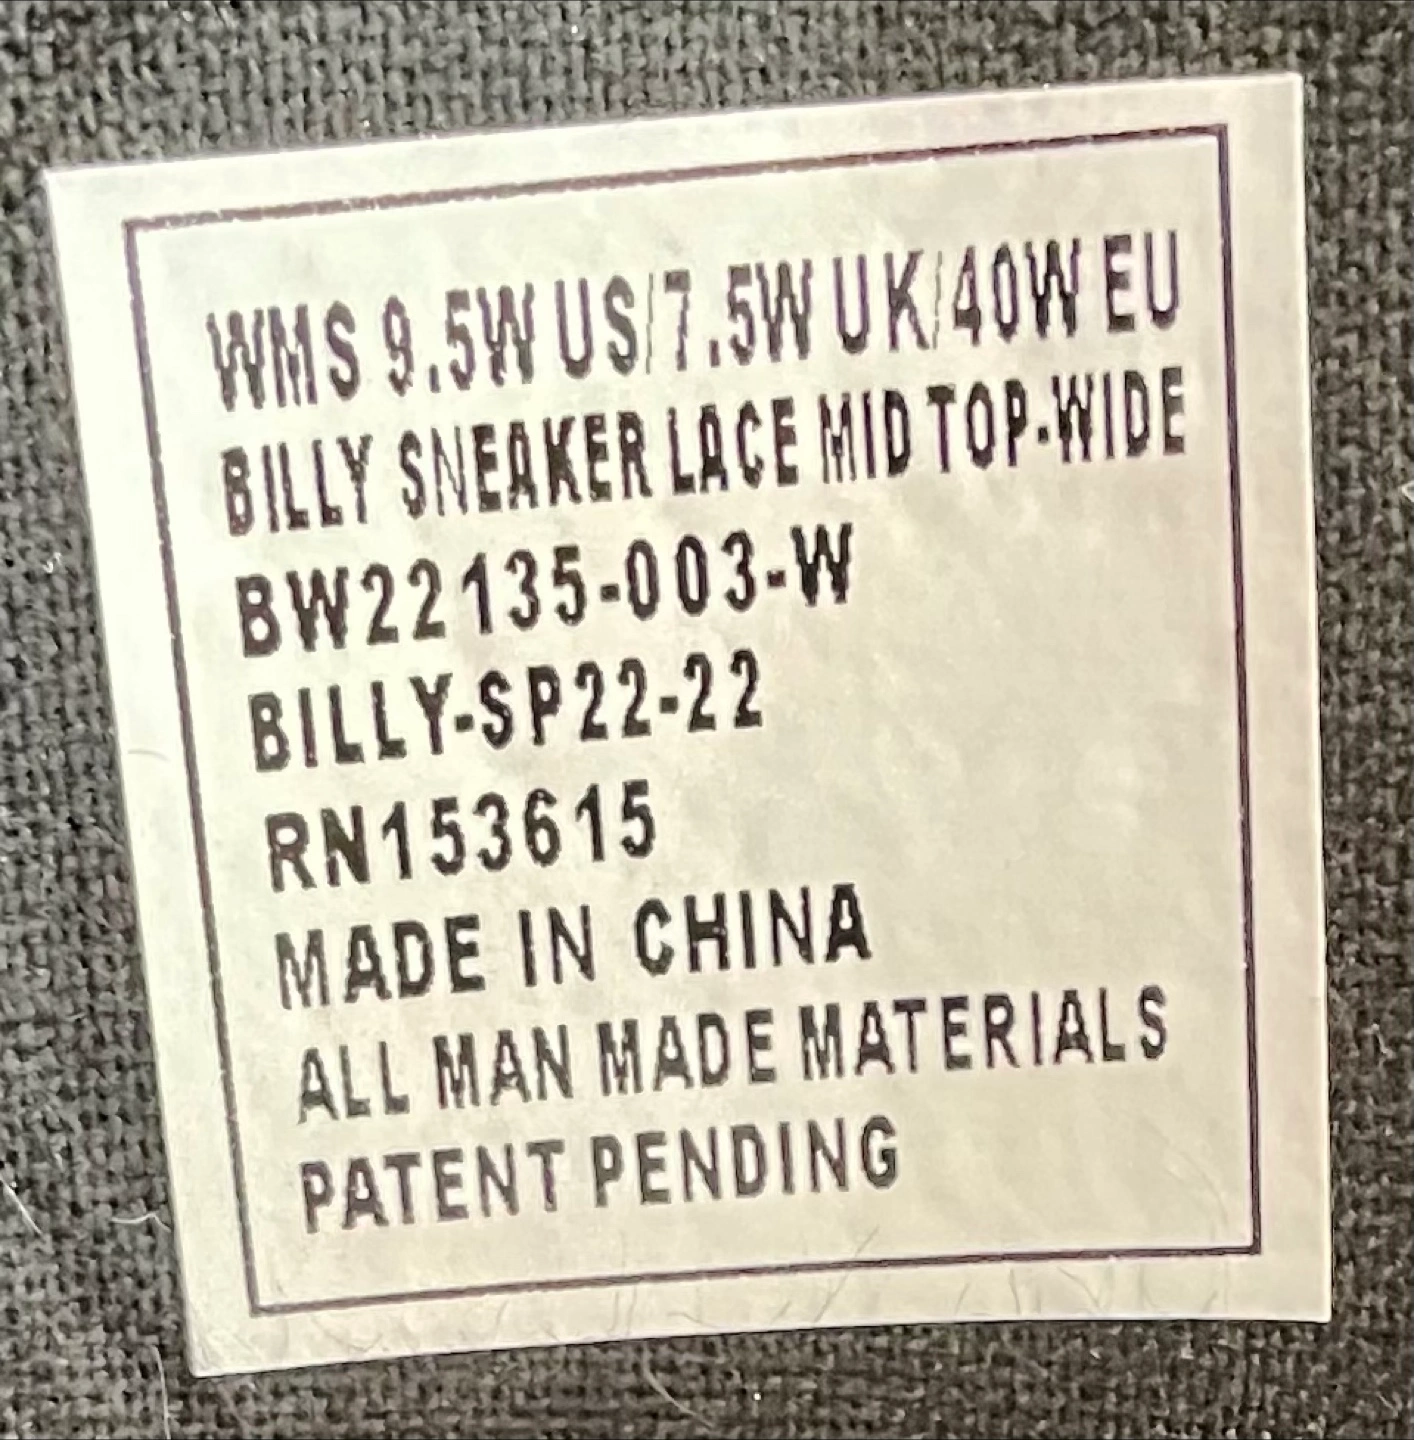 WMS 9.5W US/7.5W UK/40W EU
BILLY SNEAKER LACE MID TOP-WIDE
BW22135-003-W
BILLY-SP22-22
RN153615
MADE IN CHINA
ALL MAN MADE MATERIALS
PATENT PENDING